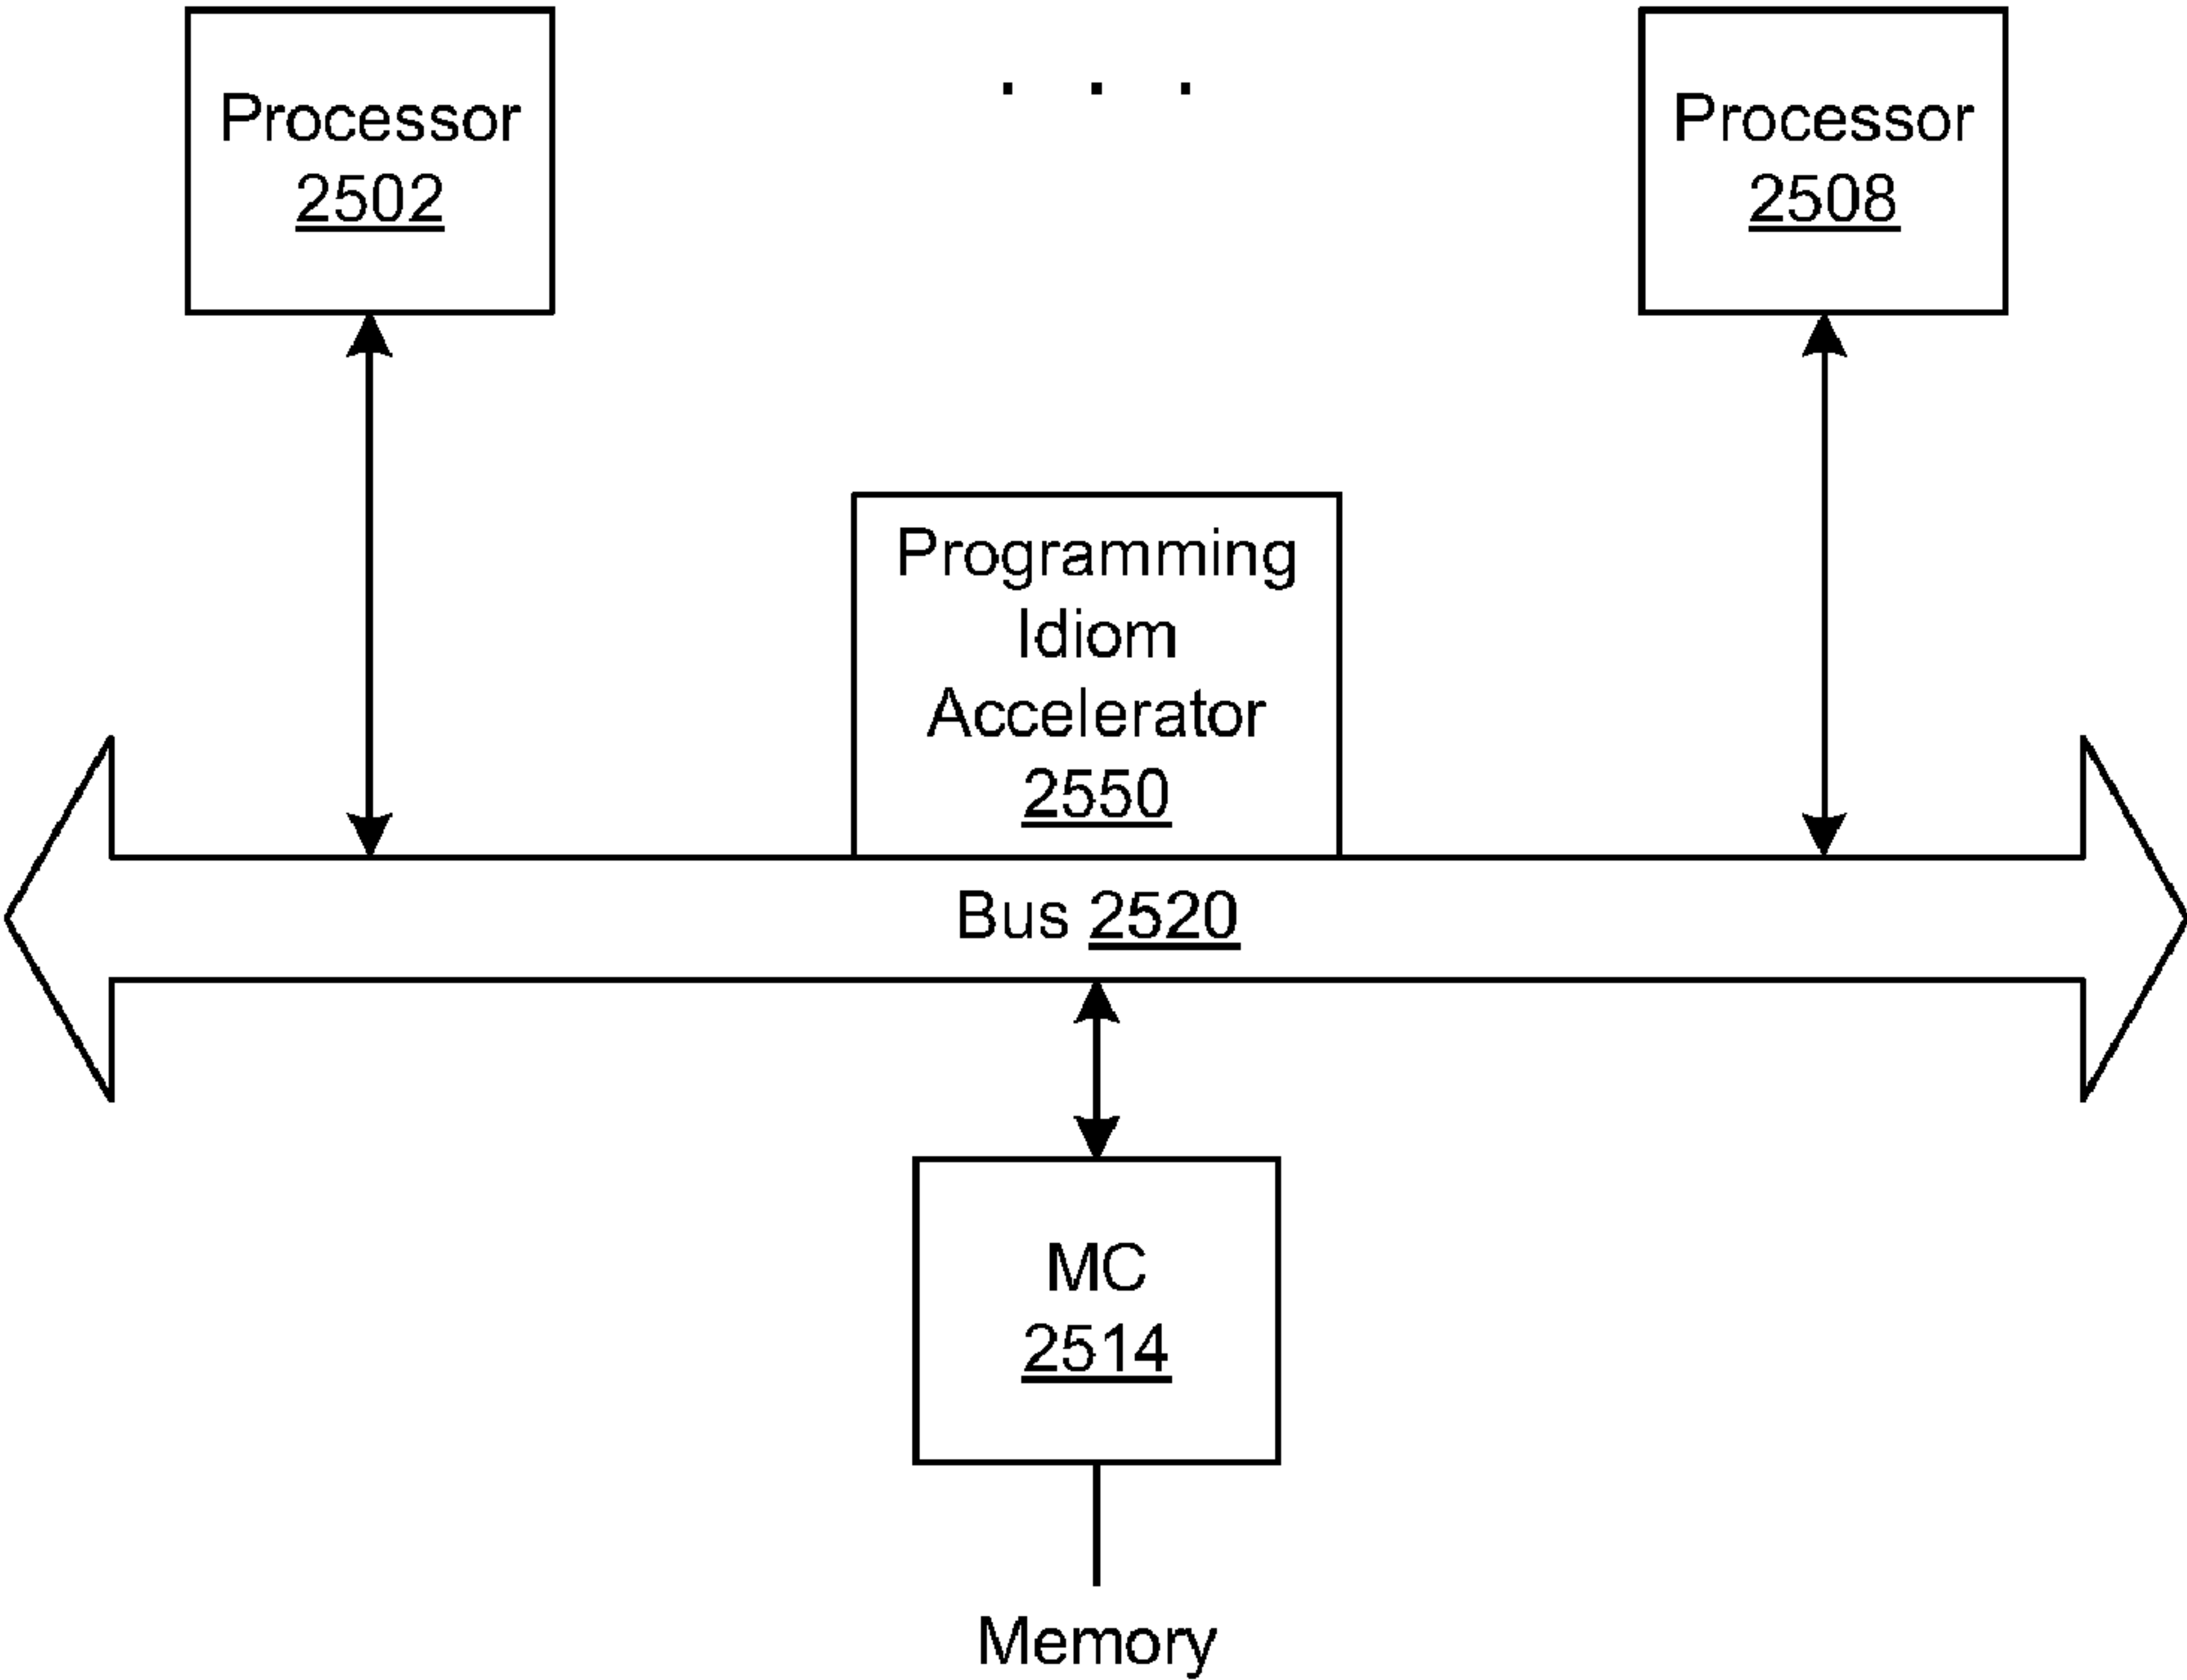 Processor
2502
. . .
Processor
2508
Programming
Idiom
Accelerator
2550
Bus 2520
MC
2514
Memory